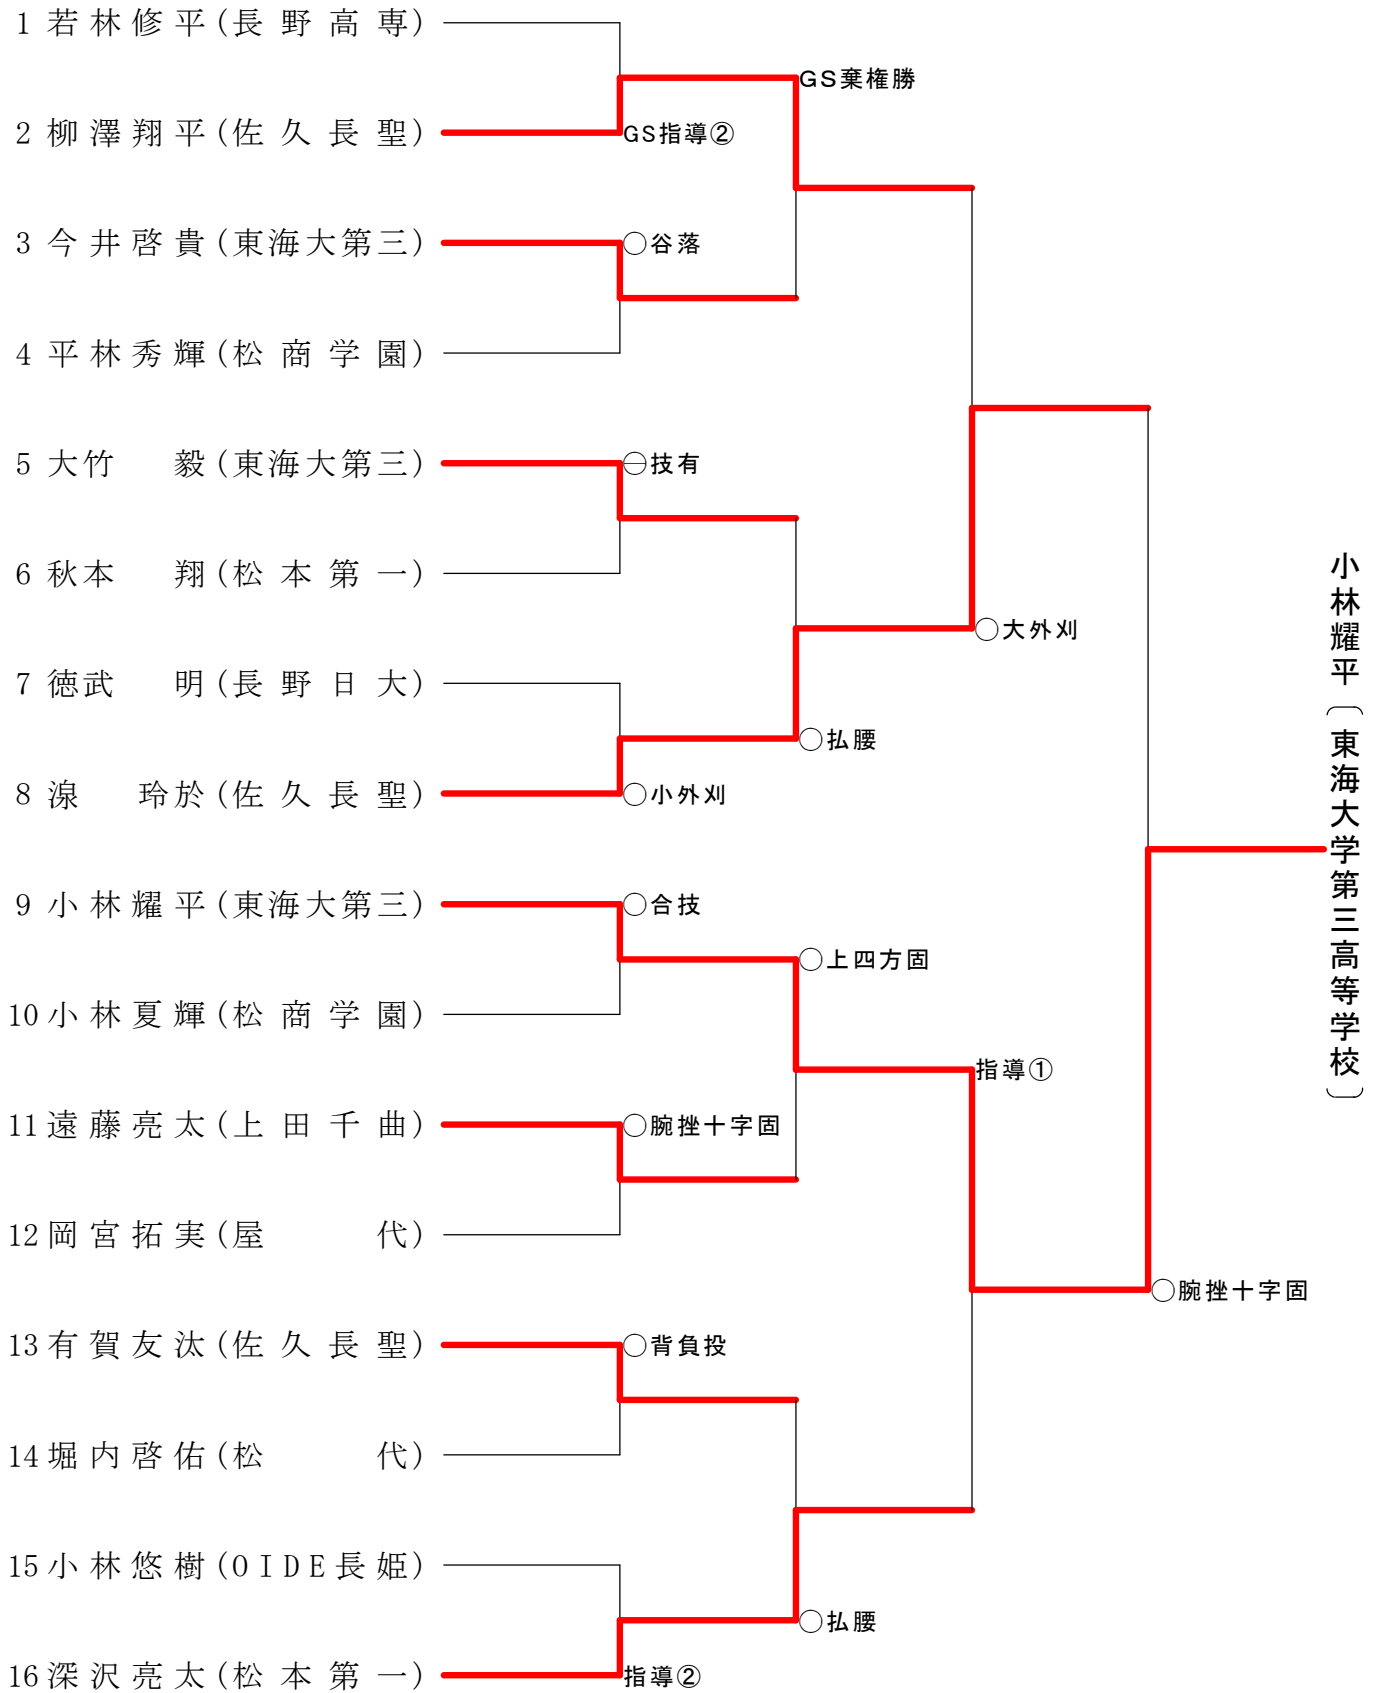 1 若林修平(長野高専)
GS棄権勝
2 柳澤翔平(佐久長聖)
GS指導②
3 今井啓貴(東海大第三)
○谷落
4 平林秀輝(松商学園)
5 大竹 毅(東海大第三)
㊀技有
6 秋本 翔(松本第一)
○大外刈
7 徳武 明(長野日大)
○払腰
8 湶 玲於(佐久長聖)
○小外刈
9 小林耀平(東海大第三)
○合技
○上四方固
10 小林夏輝(松商学園)
指導①
11 遠藤亮太(上田千曲)
○腕挫十字固
12 岡宮拓実(屋代)
○腕挫十字固
13 有賀友汰(佐久長聖)
○背負投
14 堀内啓佑(松代)
15 小林悠樹(OIDE長姫)
○払腰
16 深沢亮太(松本第一)
指導②
小林耀平〔東海大学第三高等学校〕